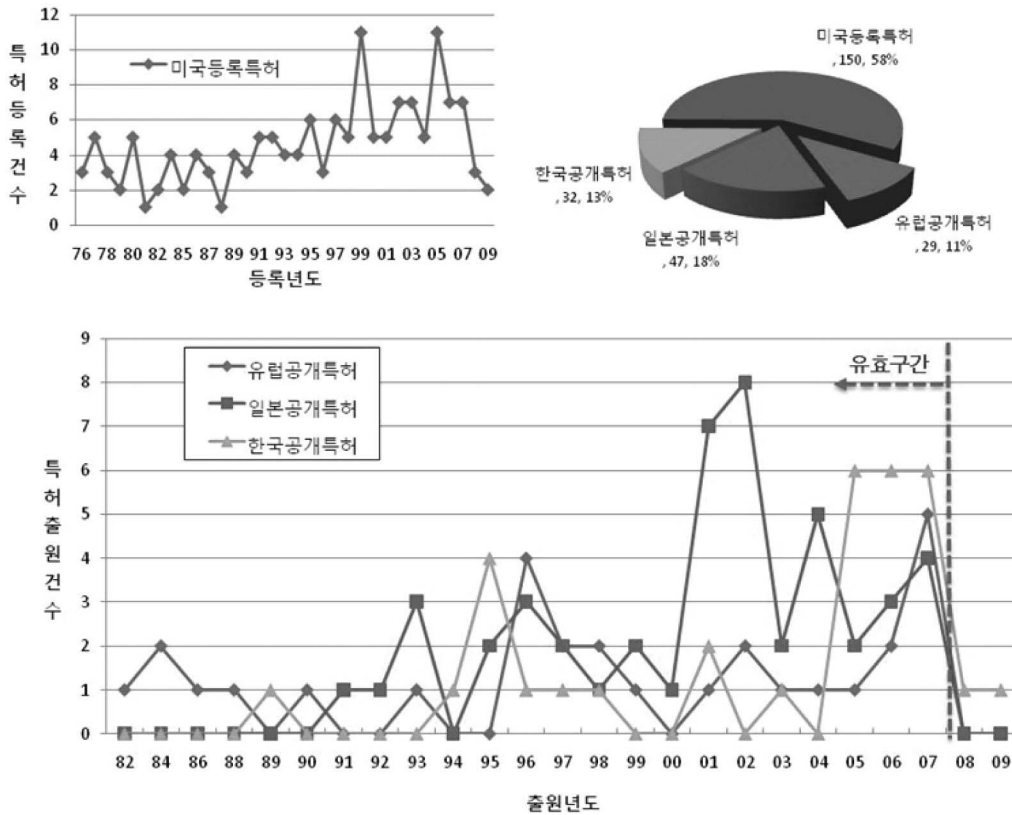 특허등록건수
12
10
8
6
4
2
0
미국등록특허
76 78 80 82 85 87 89 91 93 95 97 99 01 03 05 07 09
등록년도
미국등록특허
, 150, 58%
한국공개특허
, 32, 13%
일본공개특허
, 47, 18%
유럽공개특허
, 29, 11%
특허출원건수
9
8
7
6
5
4
3
2
1
0
유럽공개특허
일본공개특허
한국공개특허
유효구간
82 84 86 88 89 90 91 92 93 94 95 96 97 98 99 00 01 02 03 04 05 06 07 08 09
출원년도